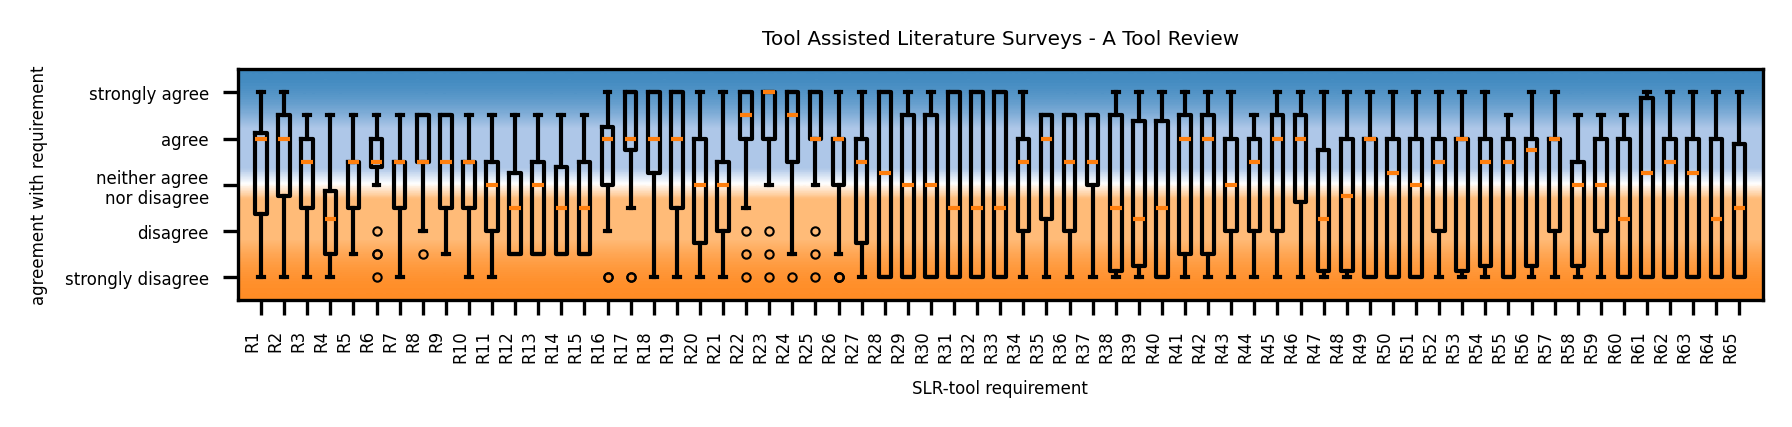 Tool Assisted Literature Surveys - A Tool Review
agreement with requirement
strongly agree
agree
neither agree
nor disagree
disagree
strongly disagree
R1 R2 R3 R4 R5 R6 R7 R8 R9 R10 R11 R12 R13 R14 R15 R16 R17 R18 R19 R20 R21 R22 R23 R24 R25 R26 R27 R28 R29 R30 R31 R32 R33 R34 R35 R36 R37 R38 R39 R40 R41 R42 R43 R44 R45 R46 R47 R48 R49 R50 R51 R52 R53 R54 R55 R56 R57 R58 R59 R60 R61 R62 R63 R64 R65
SLR-tool requirement